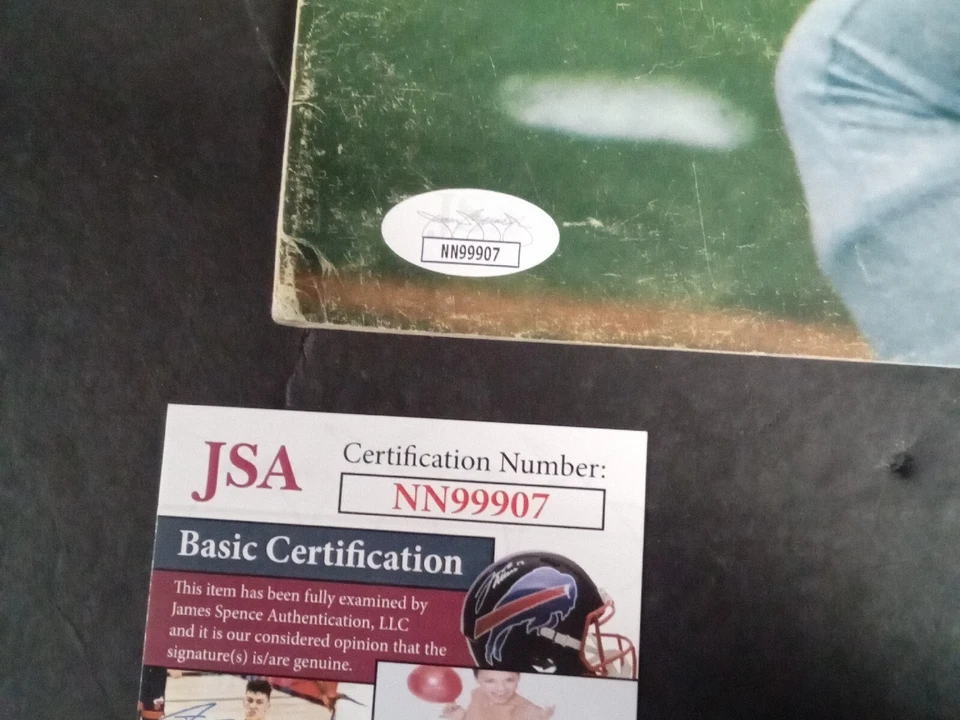 NN99907
JSA
Certification Number:
NN99907
Basic Certification
This item has been fully examined by
James Spence Authentication, LLC
and it is our considered opinion that the
signature(s) is/are genuine.